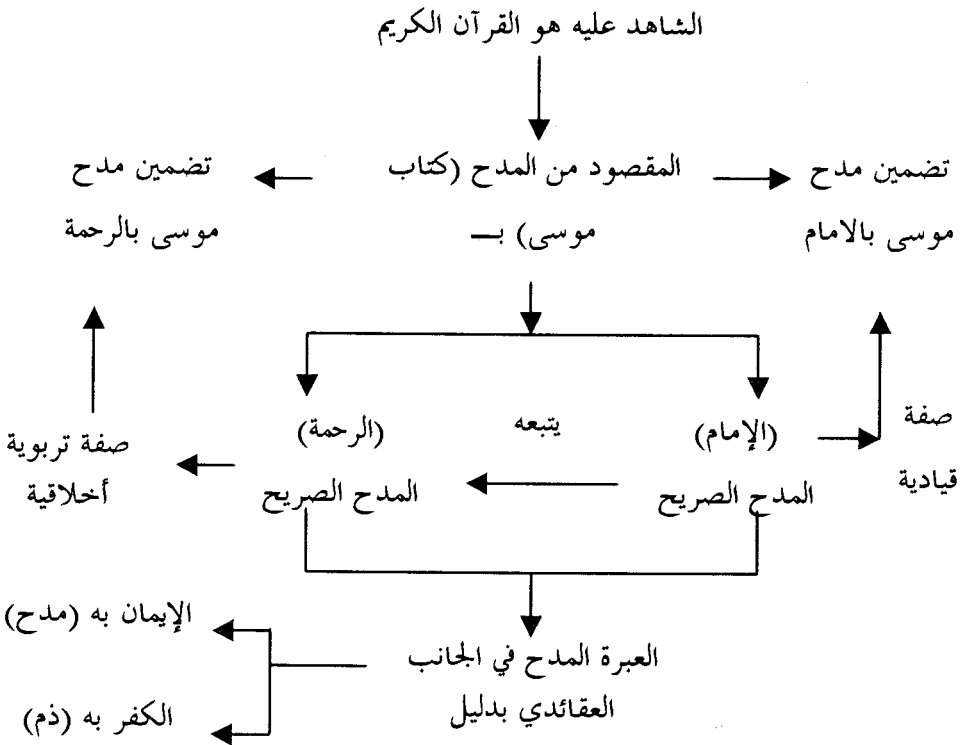 الشاهد عليه هو القرآن الكريم
تضمين مدح
موسى بالامام
المقصود من المدح (كتاب
موسى) بـــ
تضمين مدح
موسى بالرحمة
صفة
قيادية
(الإمام)
المدح الصريح
يتبعه
(الرحمة)
المدح الصريح
صفة تربوية
أخلاقية
العبرة المدح في الجانب
العقائدي بدليل
الإيمان به (مدح)
الكفر به (ذم)